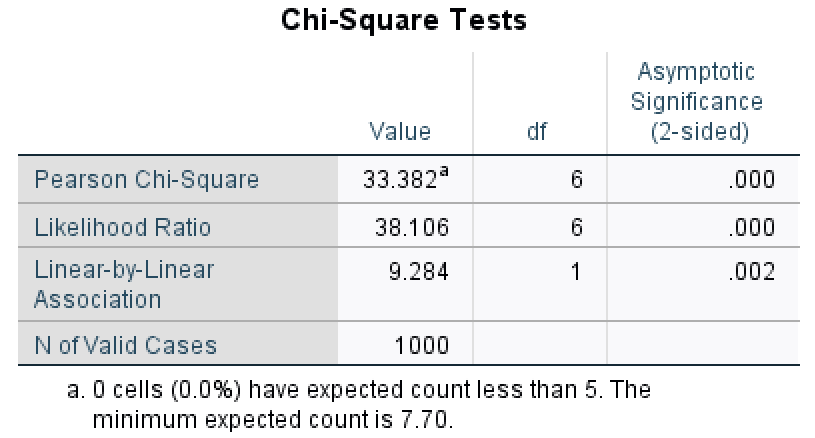 Chi-Square Tests
Asymptotic
Significance
(2-sided)
Value df
Pearson Chi-Square 33.382a 6 .000
Likelihood Ratio 38.106 6 .000
Linear-by-Linear
Association 9.284 1 .002
N of Valid Cases 1000
a. 0 cells (0.0%) have expected count less than 5. The
minimum expected count is 7.70.